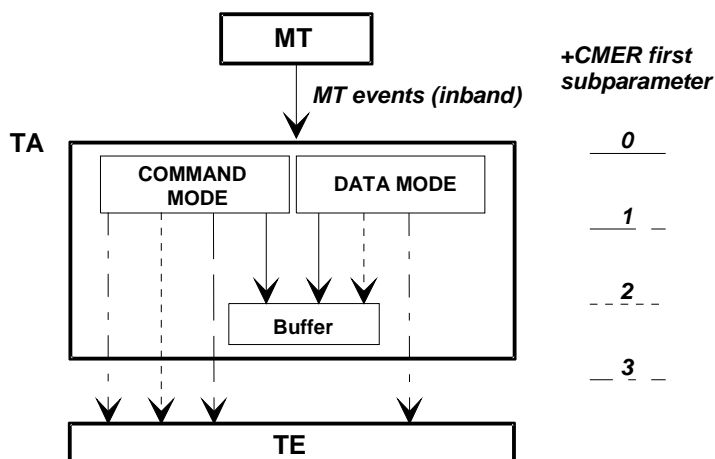 MT
+CMER first
subparameter
MT events (inband)
TA
0
COMMAND
MODE
DATA MODE
1
2
Buffer
3
TE